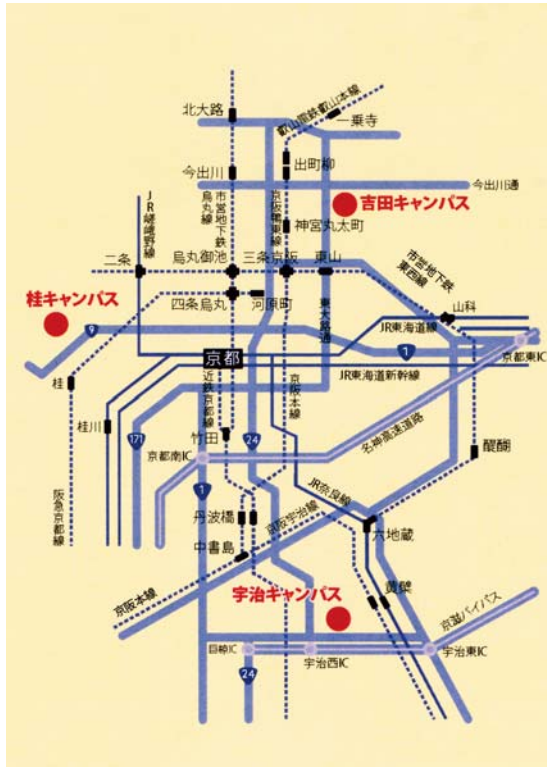 叡山電鉄叡山本線
北大路
一乗寺
出町柳
今出川
今出川通
JR嵯峨野線
市営地下鉄
烏丸線
京阪鴨東線
吉田キャンパス
神宮丸太町
二条
烏丸御池
三条京阪
東山
市営地下鉄
東西線
四条烏丸
河原町
桂キャンパス
東大路通
山科
9
JR東海道線
京都
1
京都東IC
JR東海道新幹線
桂
近鉄京都線
京阪本線
桂川
171
竹田
24
名神高速道路
醍醐
京都南IC
阪急京都線
1
JR奈良線
丹波橋
京阪宇治線
六地蔵
中書島
京阪本線
黄檗
宇治キャンパス
京滋バイパス
巨椋IC
宇治西IC
宇治東IC
24